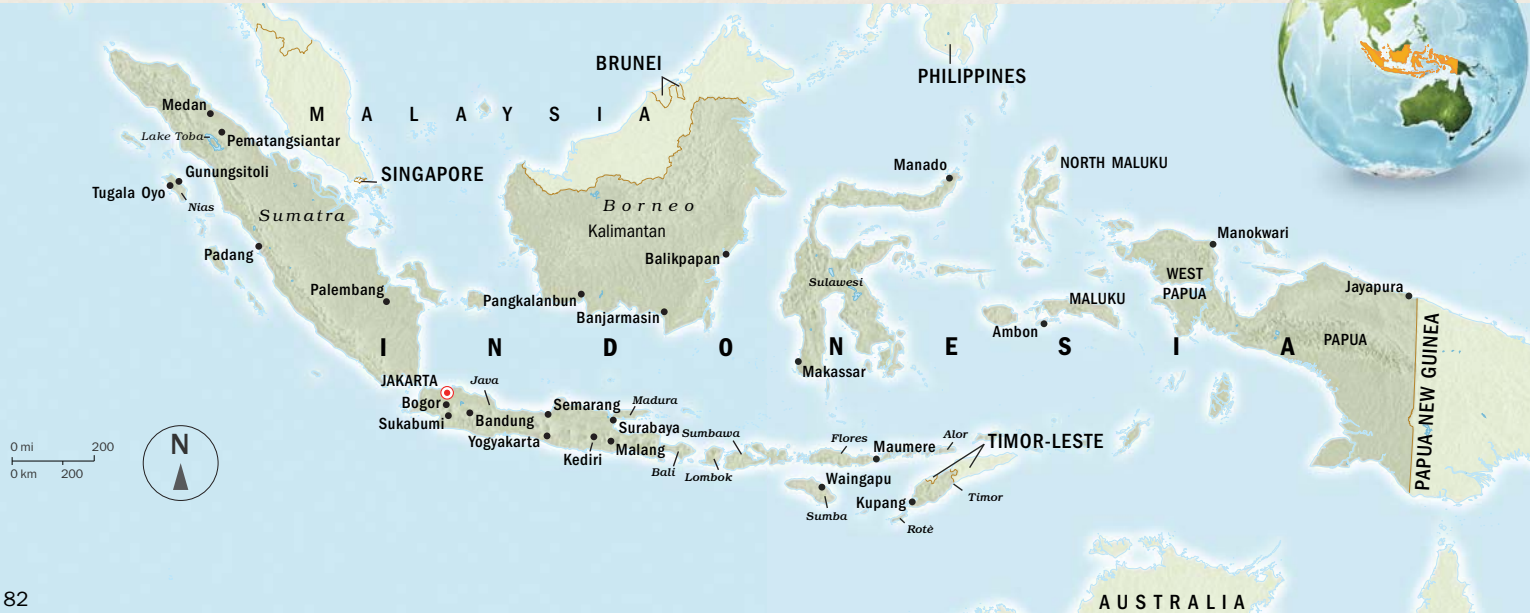 BRUNEI
PHILIPPINES
Medan
M A L A Y S I A
Lake Toba
Pematangsiantar
NORTH MALUKU
Manado
Gunungsitoli
SINGAPORE
Tugala Oyo
Nias
Sumatra
Borneo
Kalimantan
Manokwari
Padang
Balikpapan
WEST
PAPUA
Sulawesi
Palembang
Pangkalanbun
Jayapura
MALUKU
Banjarmasin
Ambon
I N D O N E S I A
PAPUA
PAPUA NEW GUINEA
Makassar
JAKARTA
Java
Bogor
Semarang
Madura
Sukabumi
Bandung
Surabaya
Yogyakarta
Sumbawa
Flores
Maumere
Alor
TIMOR-LESTE
Kediri
Malang
Bali
Lombok
Waingapu
Kupang
Timor
Sumba
Rotè
0 mi 200
0 km 200
N
82
AUSTRALIA